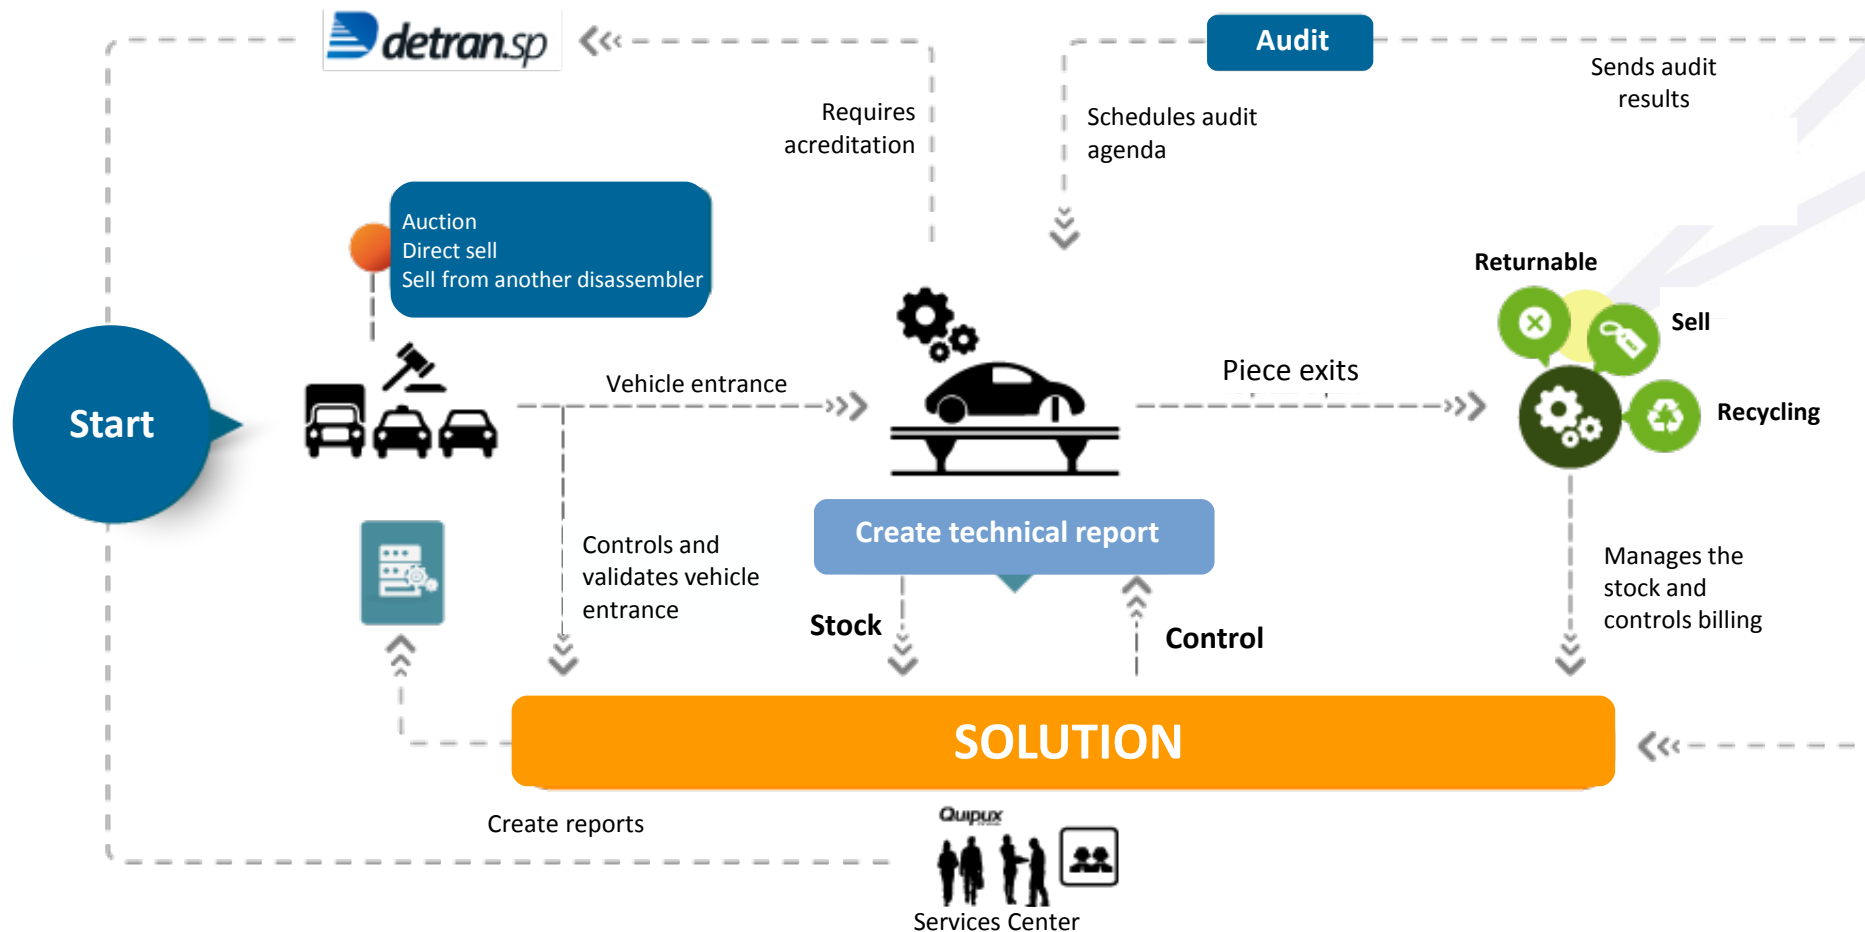 detran.sp
Audit
Sends audit
results
Requires
acreditation
Schedules audit
agenda
Auction
Direct sell
Sell from another disassembler
Returnable
Sell
Start
Vehicle entrance
Piece exits
Recycling
Create technical report
Controls and
validates vehicle
entrance
Manages the
stock and
controls billing
Stock
Control
SOLUTION
Create reports
Quipux
Services Center